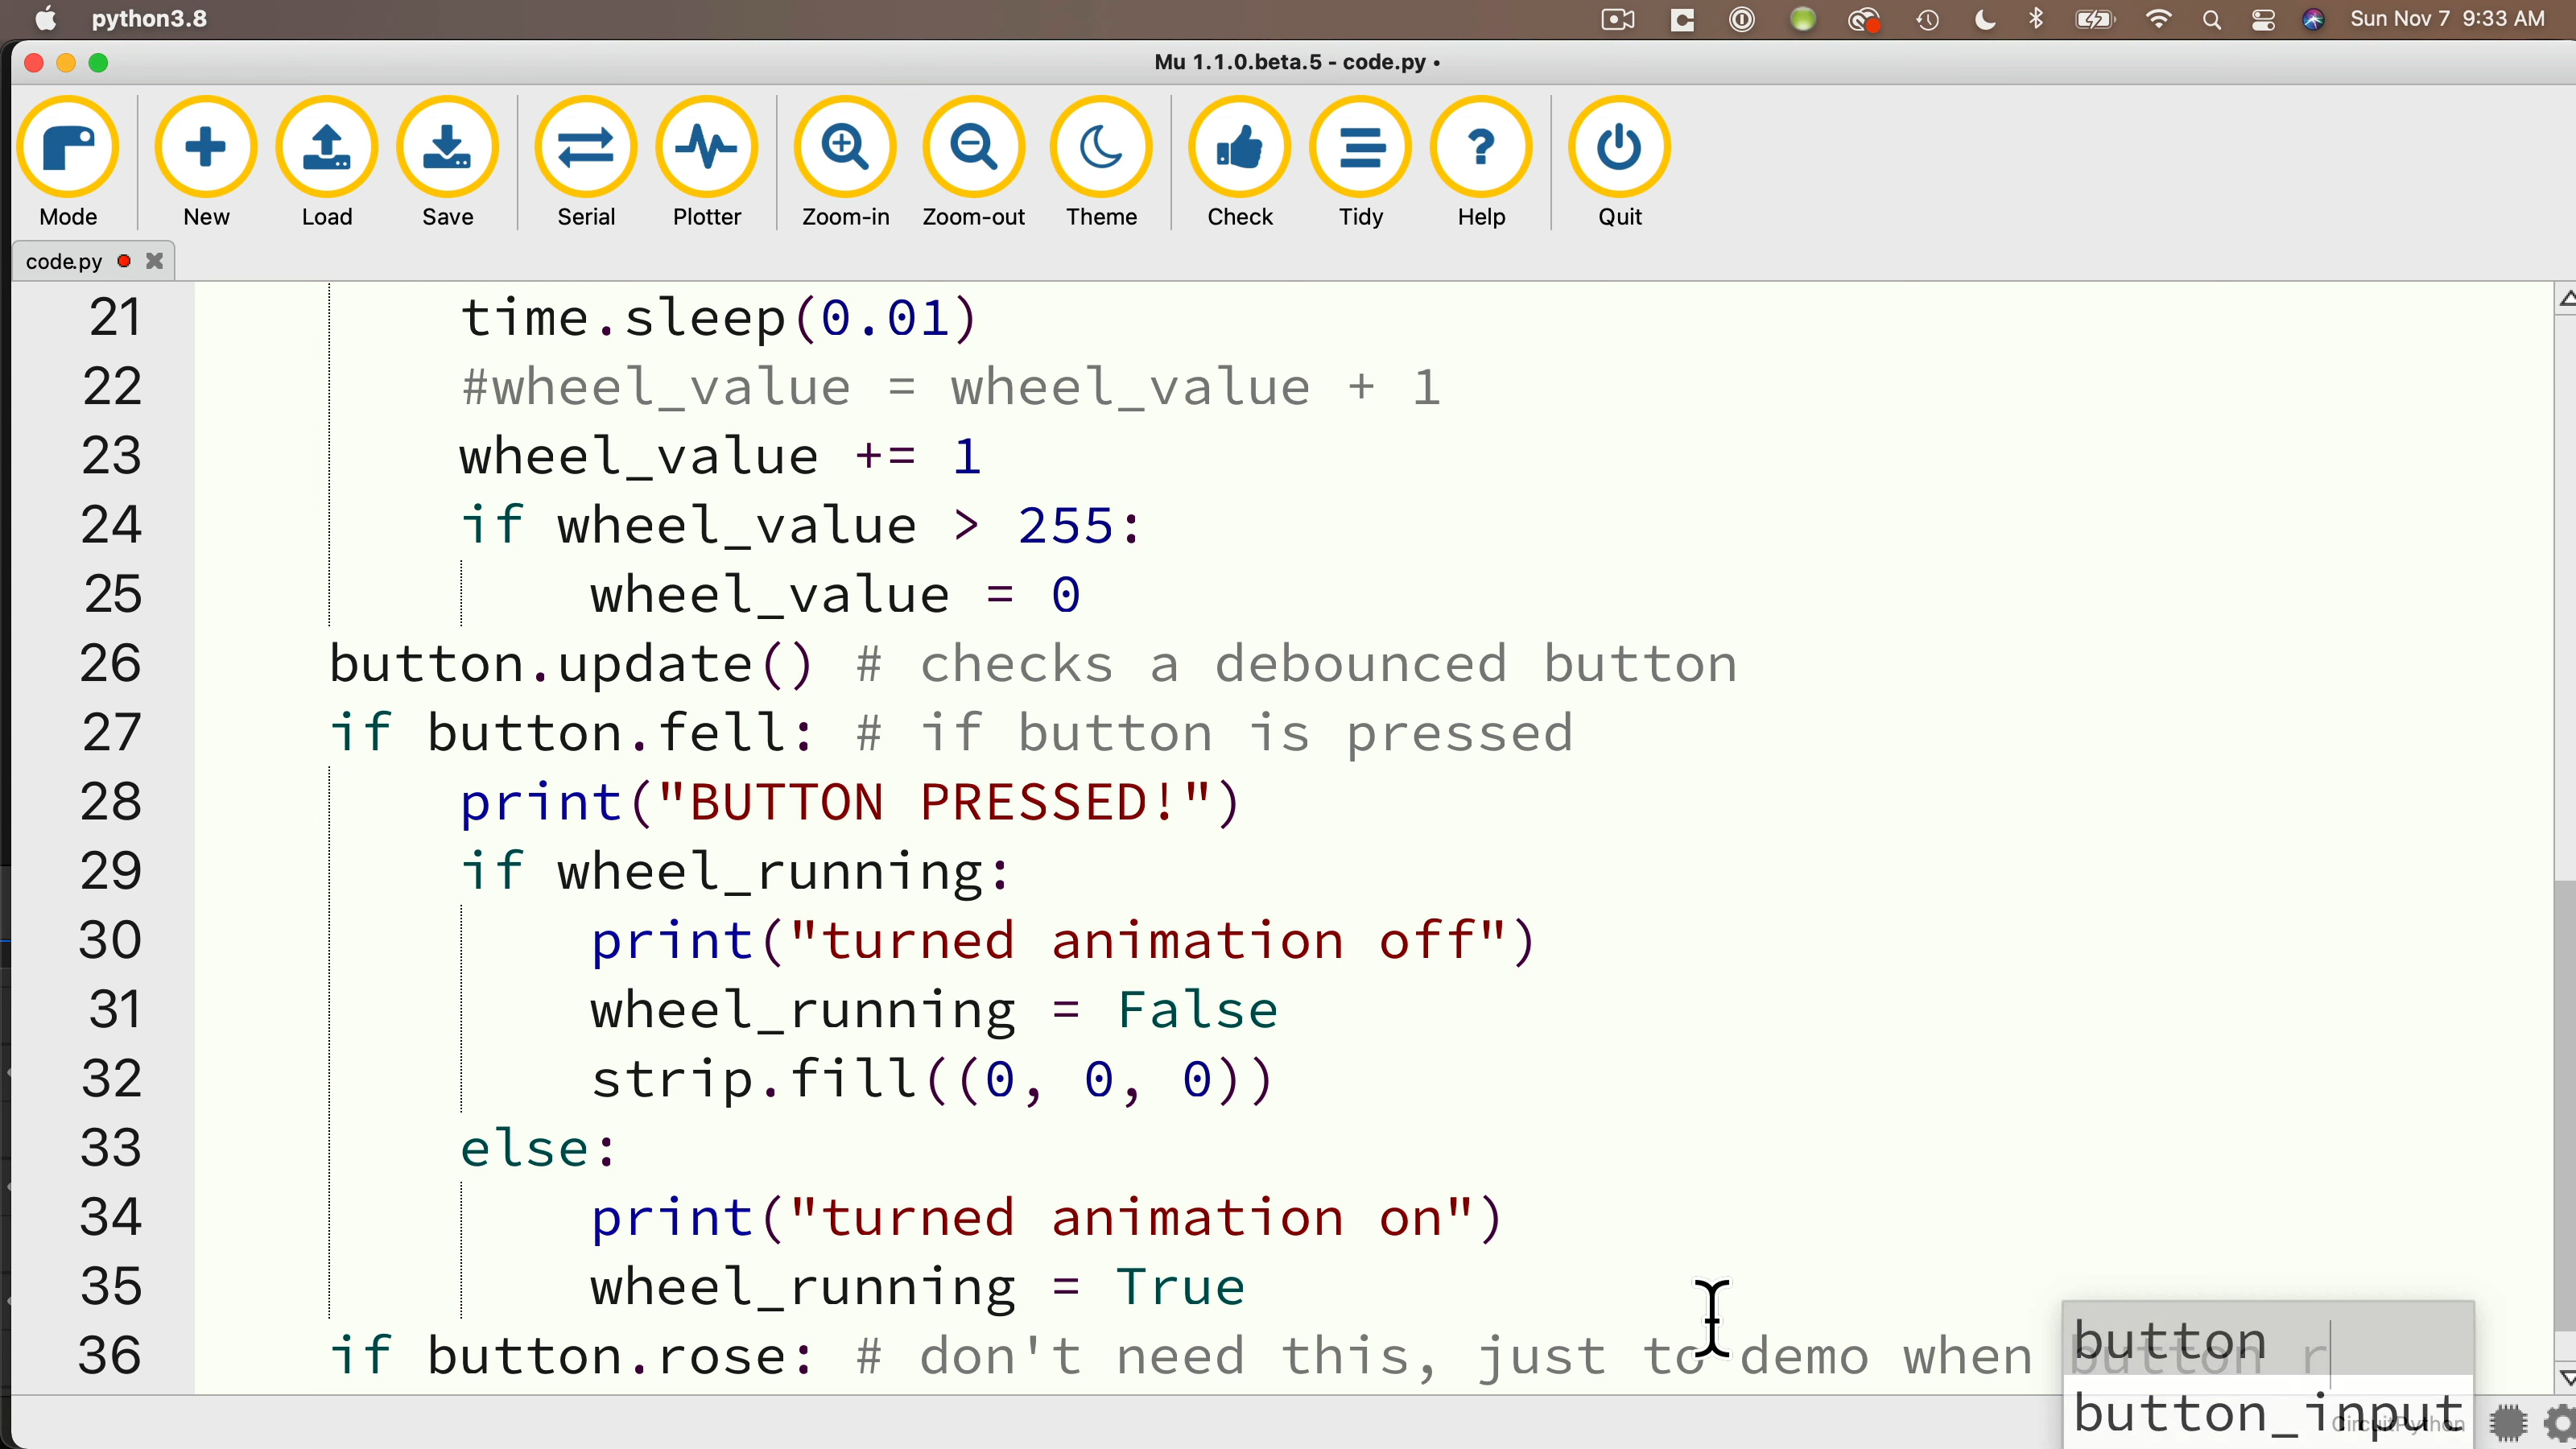 python3.8
Sun Nov 7 9:33 AM
Mu 1.1.0.beta.5 - code.py •
Mode New Load Save Serial Plotter Zoom-in Zoom-out Theme Check Tidy Help Quit
code.py
21 time.sleep(0.01)
22 #wheel_value = wheel_value + 1
23 wheel_value += 1
24 if wheel_value > 255:
25 wheel_value = 0
26 button.update() # checks a debounced button
27 if button.fell: # if button is pressed
28 print("BUTTON PRESSED!")
29 if wheel_running:
30 print("turned animation off")
31 wheel_running = False
32 strip.fill((0, 0, 0))
33 else:
34 print("turned animation on")
35 wheel_running = True
36 if button.rose: # don't need this, just to demo when button r
button
button_input
CircuitPython